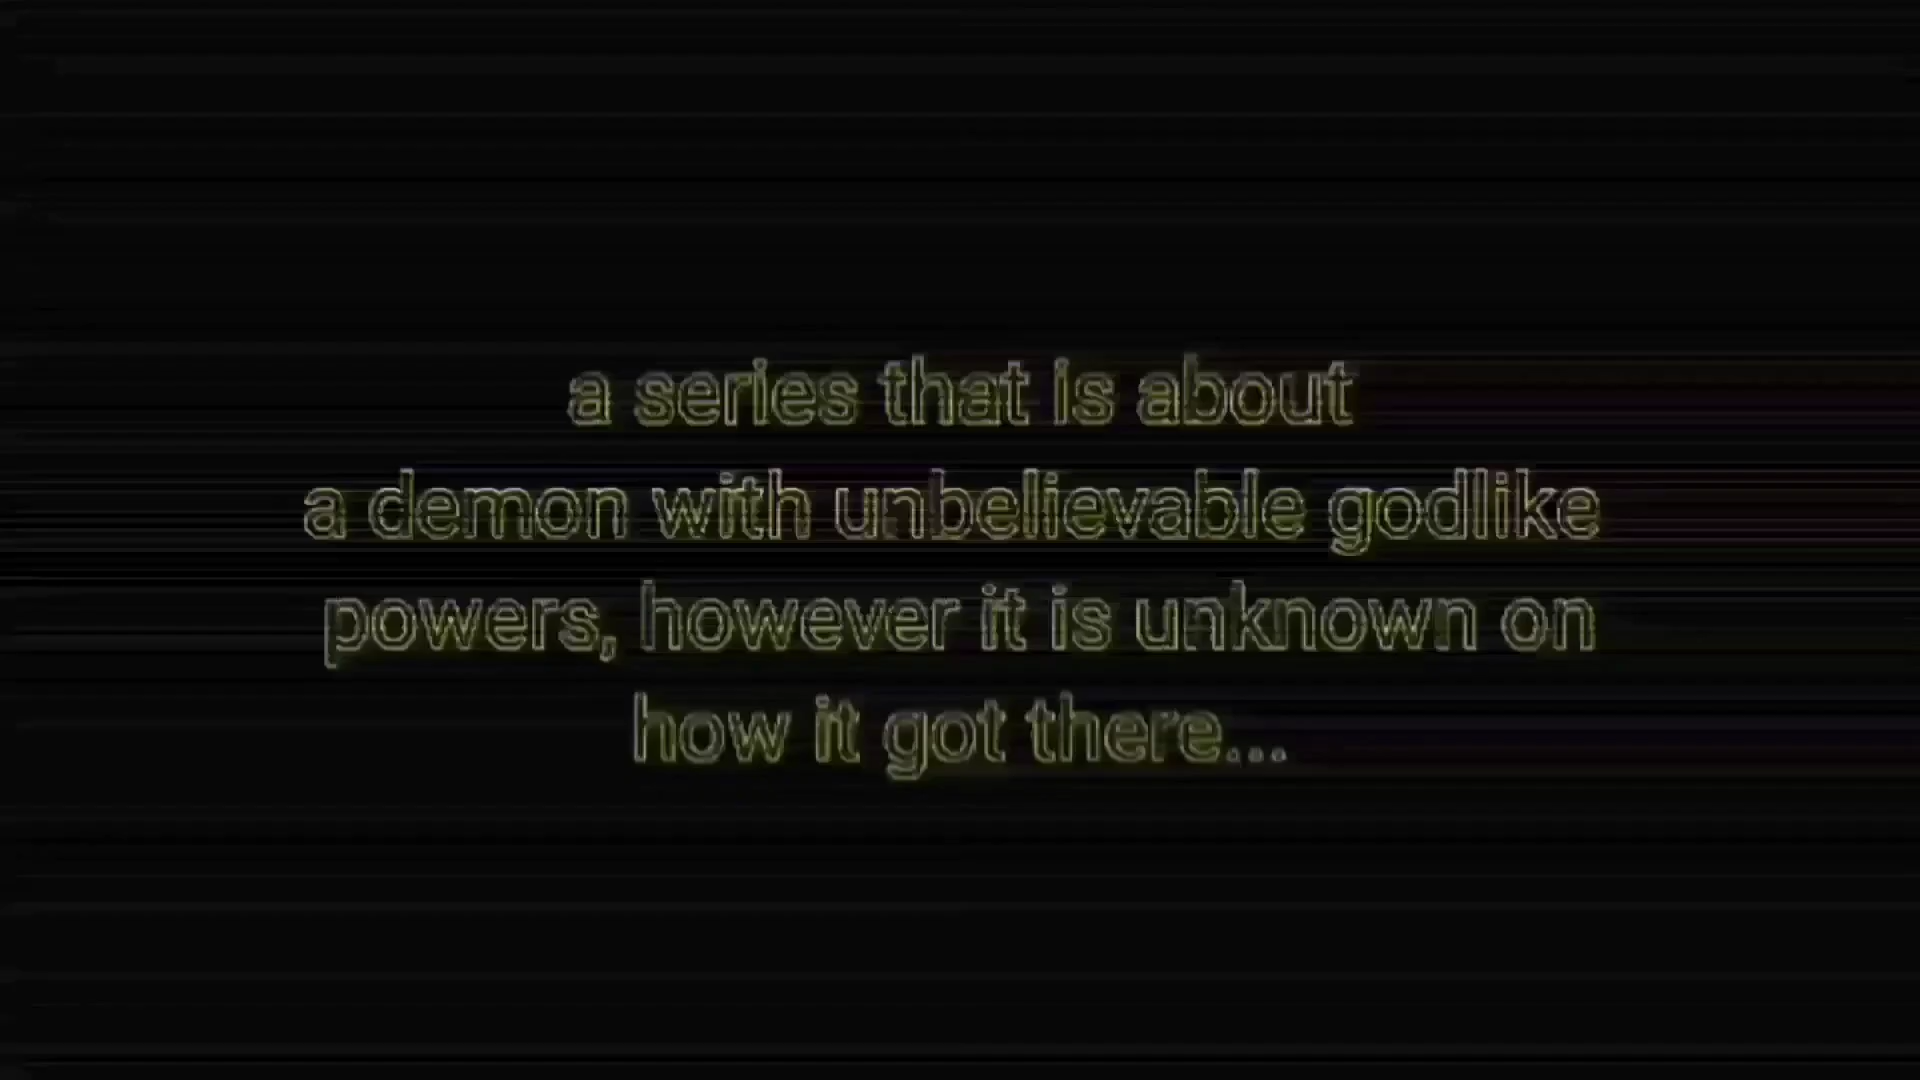 a series that is about
a demon with unbelievable godlike
powers, however it is unknown on
how it got there...